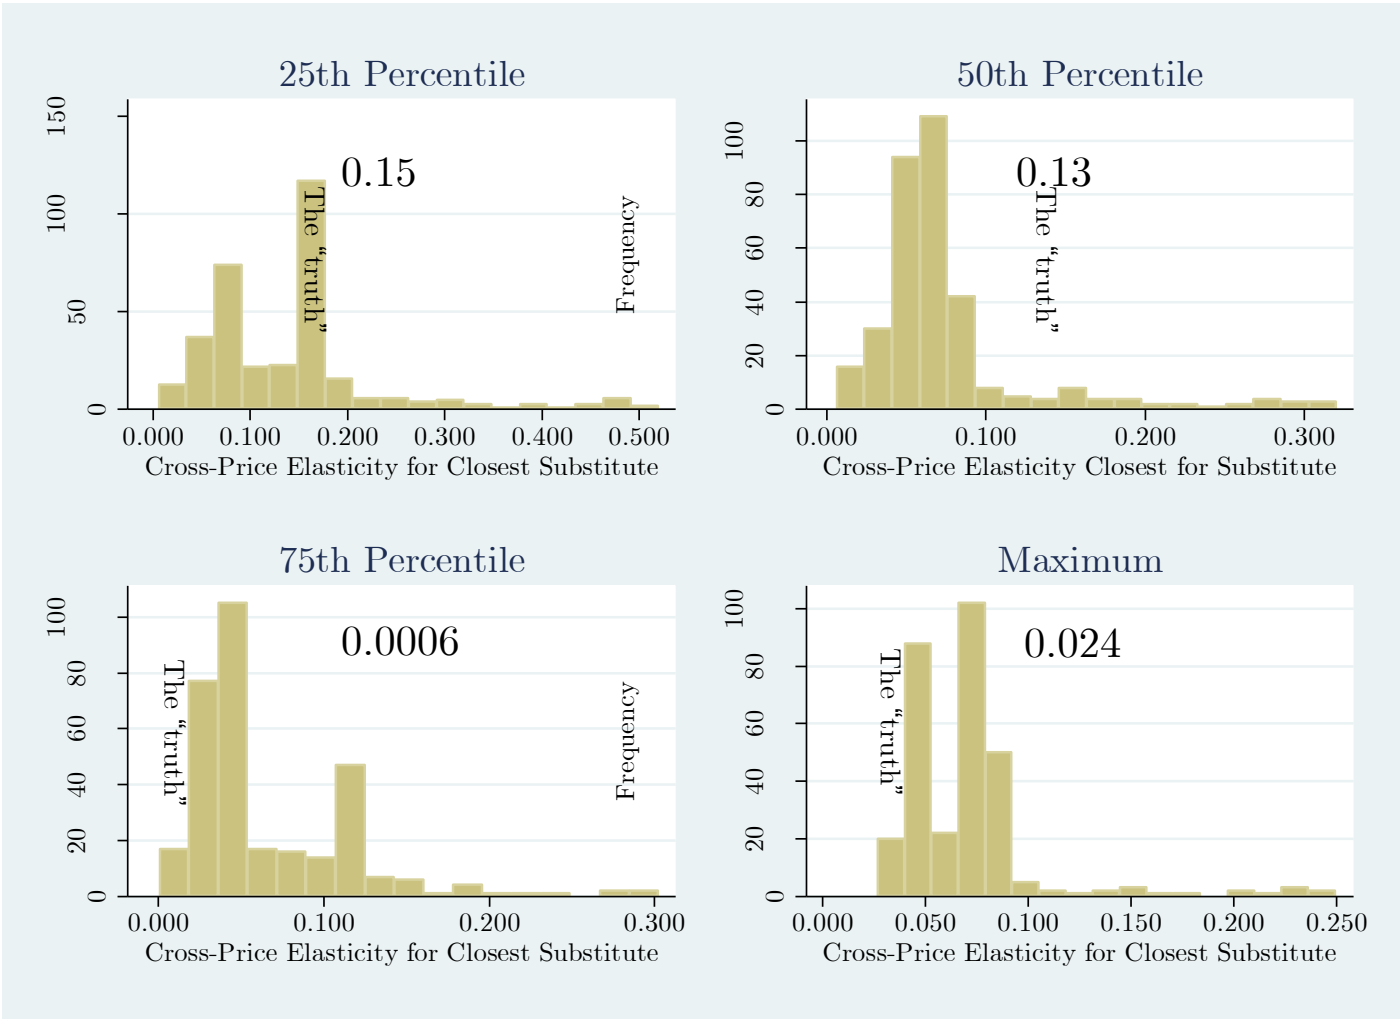 25th Percentile
150
100
50
0
0.15
The “truth”
Frequency
0.000 0.100 0.200 0.300 0.400 0.500
Cross-Price Elasticity for Closest Substitute
50th Percentile
100
80
60
40
20
0
0.13
The “truth”
0.000 0.100 0.200 0.300
Cross-Price Elasticity Closest for Substitute
75th Percentile
100
80
60
40
20
0
0.0006
The “truth”
Frequency
0.000 0.100 0.200 0.300
Cross-Price Elasticity for Closest Substitute
Maximum
100
80
60
40
20
0
0.024
The “truth”
0.000 0.050 0.100 0.150 0.200 0.250
Cross-Price Elasticity for Closest Substitute